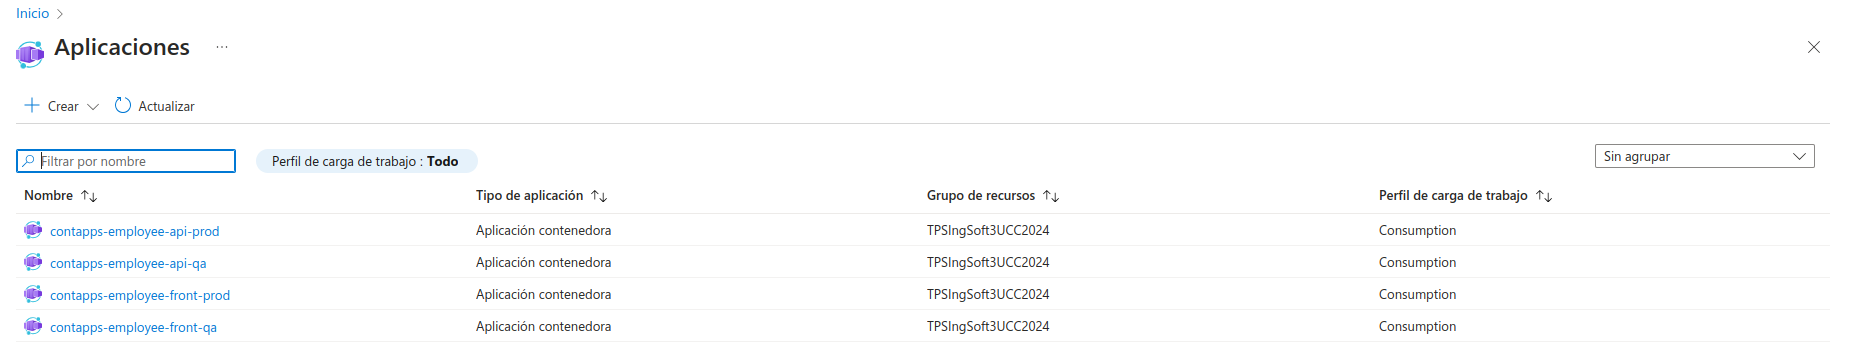 Inicio
Aplicaciones ...
Crear Actualizar
Filtrar por nombre Perfil de carga de trabajo : Todo Sin agrupar
Nombre Tipo de aplicación Grupo de recursos Perfil de carga de trabajo
contapps-employee-api-prod Aplicación contenedora TPSIngSoft3UCC2024 Consumption
contapps-employee-api-qa Aplicación contenedora TPSIngSoft3UCC2024 Consumption
contapps-employee-front-prod Aplicación contenedora TPSIngSoft3UCC2024 Consumption
contapps-employee-front-qa Aplicación contenedora TPSIngSoft3UCC2024 Consumption